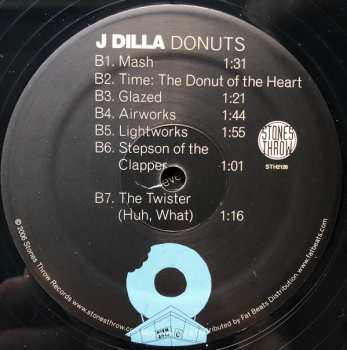 J DILLA DONUTS
B1. Mash 1:31
B2. Time: The Donut of the Heart
B3. Glazed 1:21
B4. Airworks 1:44
B5. Lightworks 1:55
B6. Stepson of the
Clapper 1:01
B7. The Twister
(Huh, What) 1:16
STONES
THROW
STH2126
© 2006 Stones Throw Records www.stonesthrow.com
distributed by Fat Beats Distribution www.fatbeats.com